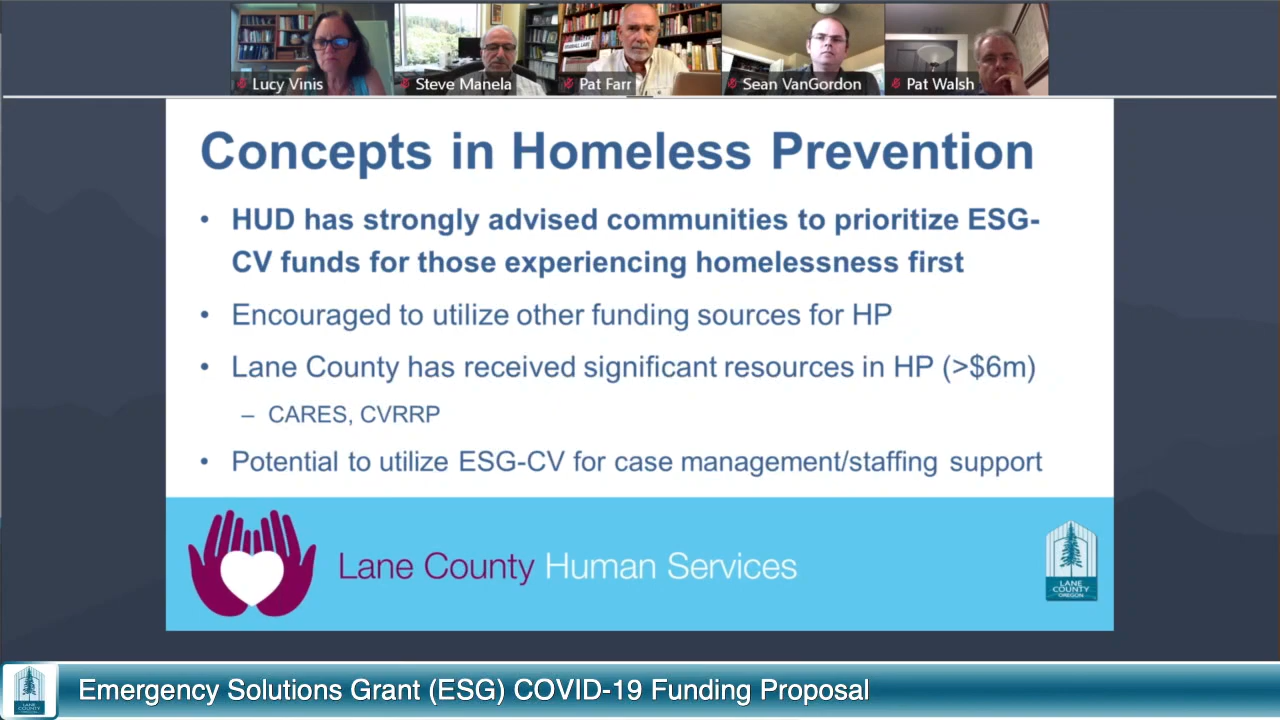 Lucy Vinis
Steve Manela
Pat Farr
Sean VanGordon
Pat Walsh
Concepts in Homeless Prevention
• HUD has strongly advised communities to prioritize ESG-
CV funds for those experiencing homelessness first
• Encouraged to utilize other funding sources for HP
• Lane County has received significant resources in HP (>$6m)
– CARES, CVRRP
• Potential to utilize ESG-CV for case management/staffing support
Lane County Human Services
LANE
COUNTY
OREGON
LANE
COUNTY
Emergency Solutions Grant (ESG) COVID-19 Funding Proposal